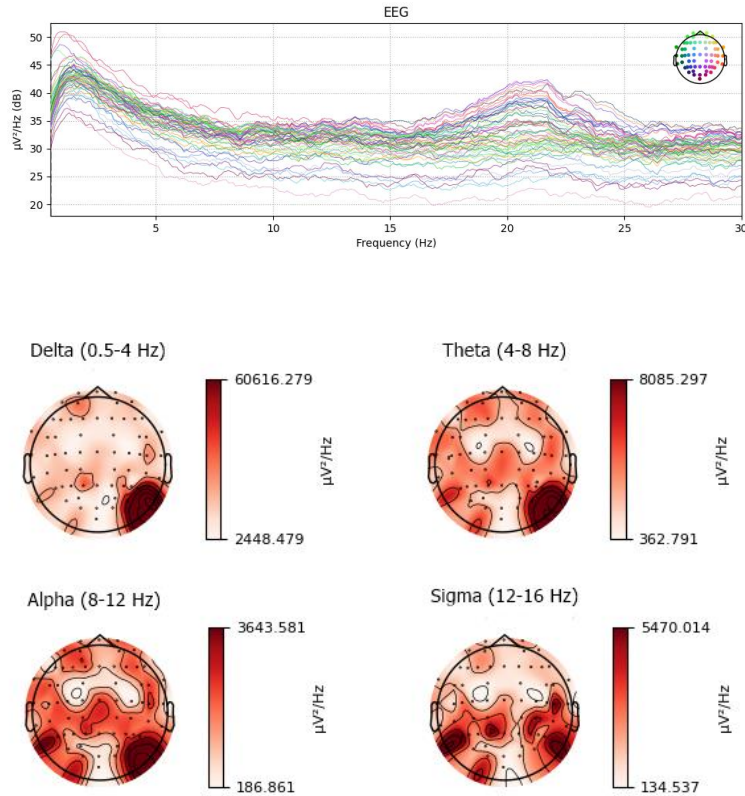 EEG
50
45
40
35
30
25
20
µV²/Hz (dB)
5 10 15 20 25 30
Frequency (Hz)
Delta (0.5-4 Hz)
60616.279
µV²/Hz
2448.479
Theta (4-8 Hz)
8085.297
µV²/Hz
362.791
Alpha (8-12 Hz)
3643.581
µV²/Hz
186.861
Sigma (12-16 Hz)
5470.014
µV²/Hz
134.537